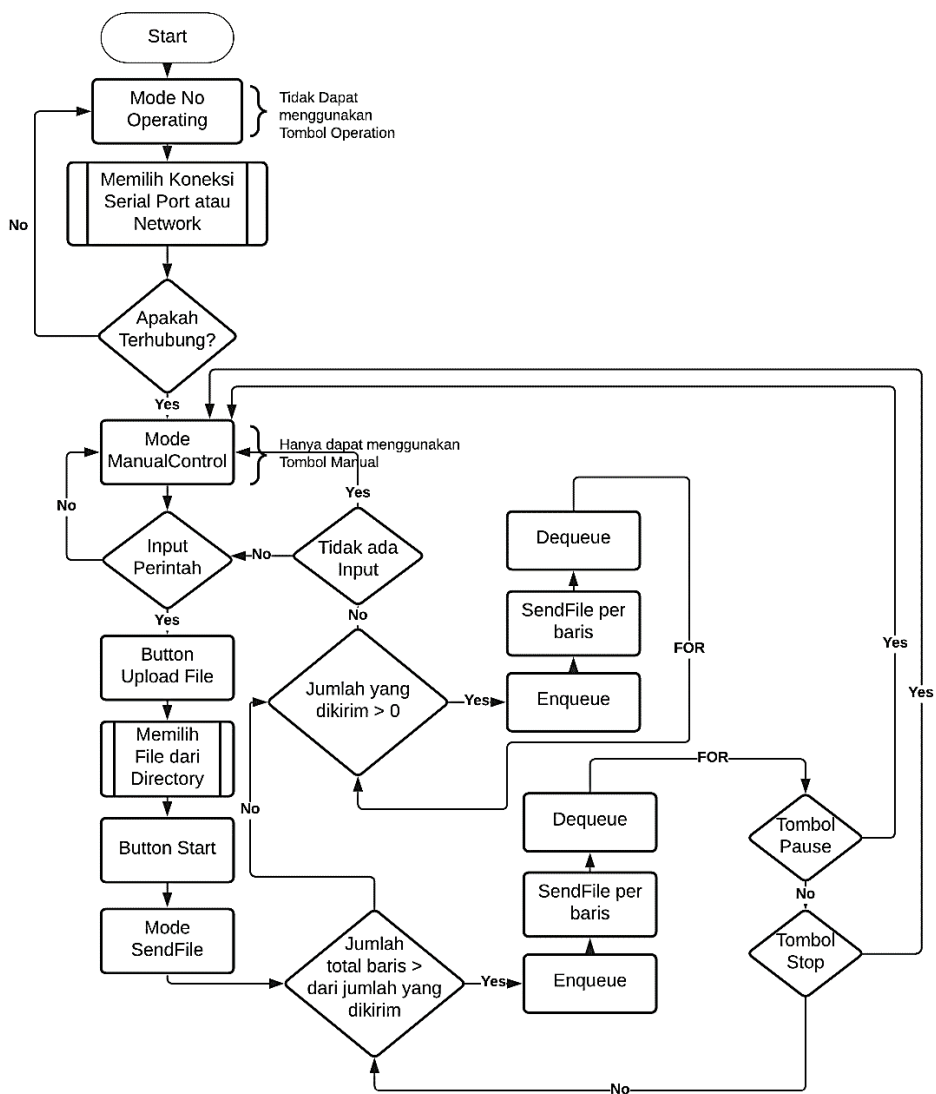 Start
Mode No
Operating
Tidak Dapat
menggunakan
Tombol Operation
Memilih Koneksi
Serial Port atau
Network
No
Apakah
Terhubung?
Yes
Mode
ManualControl
Hanya dapat menggunakan
Tombol Manual
No
Yes
Input
Perintah
No
Tidak ada
Input
Yes
No
Button
Upload File
Memilih
File dari
Directory
Button Start
Mode
SendFile
Jumlah yang
dikirim > 0
Yes
Dequeue
SendFile per
baris
Enqueue
FOR
Yes
Yes
No
Jumlah
total baris >
dari jumlah yang
dikirim
Yes
Dequeue
SendFile per
baris
Enqueue
FOR
Tombol
Pause
No
Tombol
Stop
No